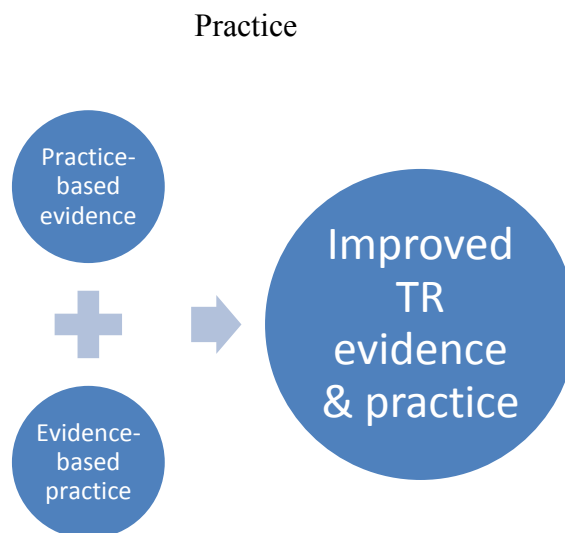 Practice
Practice-
based
evidence
Evidence-
based
practice
Improved
TR
evidence
& practice